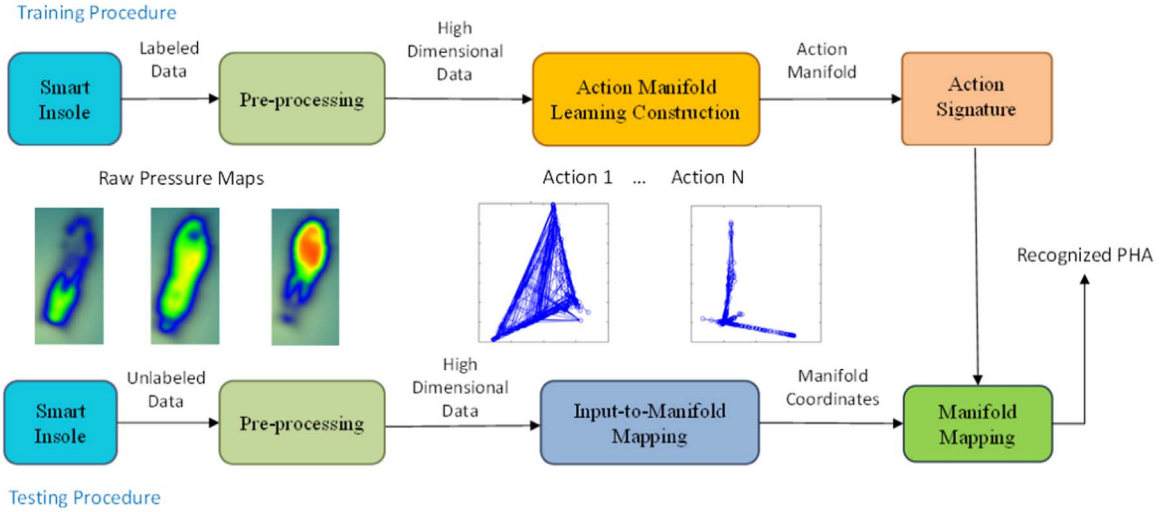 Training Procedure
Smart
Insole
Labeled
Data
Pre-processing
High
Dimensional
Data
Action Manifold
Learning Construction
Action
Manifold
Action
Signature
Raw Pressure Maps
Action 1 ... Action N
Recognized PHA
Smart
Insole
Unlabeled
Data
Pre-processing
High
Dimensional
Data
Input-to-Manifold
Mapping
Manifold
Coordinates
Manifold
Mapping
Testing Procedure